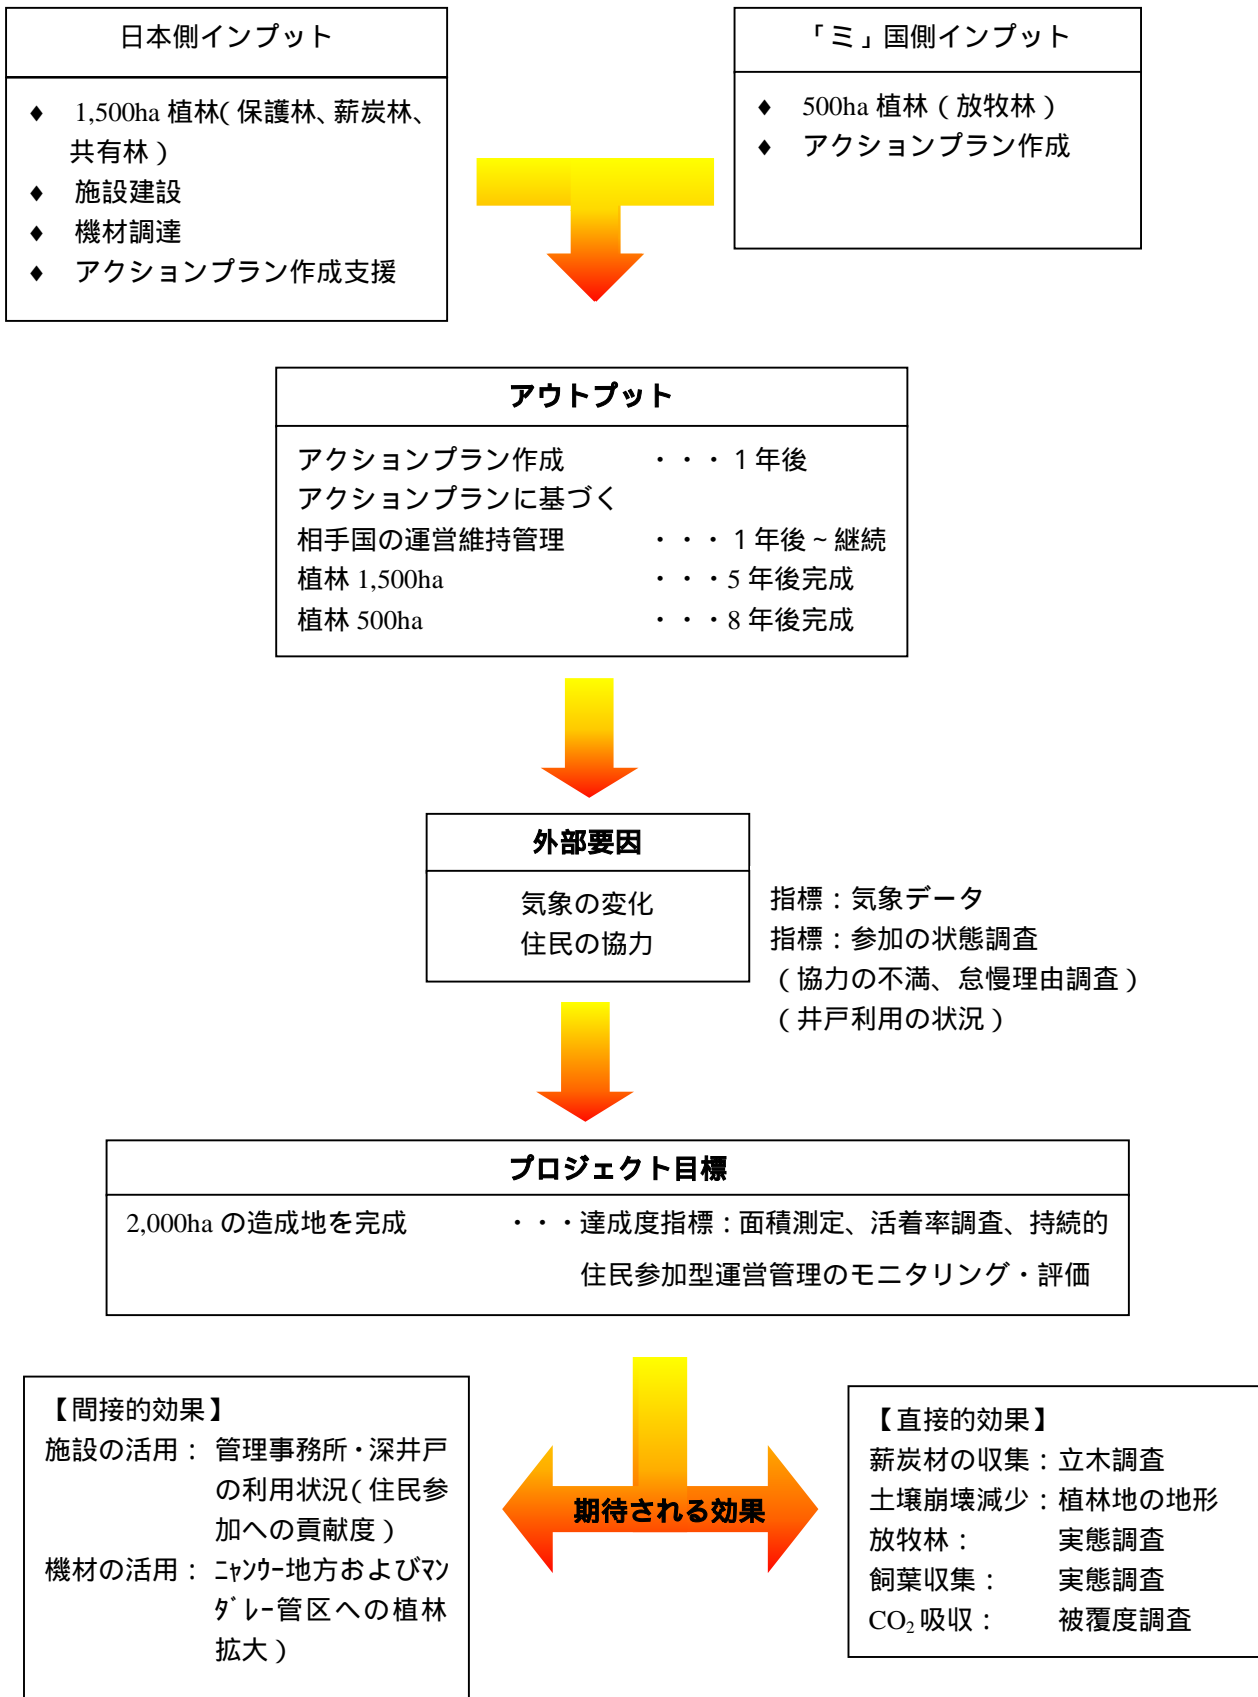 日本側インプット
♦ 1,500ha 植林(保護林、薪炭林、
共有林)
♦ 施設建設
♦ 機材調達
♦ アクションプラン作成支援
「ミ」国側インプット
♦ 500ha 植林(放牧林)
♦ アクションプラン作成
アウトプット
アクションプラン作成 ・・・1年後
アクションプランに基づく
相手国の運営維持管理 ・・・1年後~継続
植林 1,500ha ・・・5年後完成
植林 500ha ・・・8年後完成
外部要因
気象の変化
住民の協力
指標:気象データ
指標:参加の状態調査
(協力の不満、怠慢理由調査)
(井戸利用の状況)
プロジェクト目標
2,000ha の造成地を完成 ・・・達成度指標:面積測定、活着率調査、持続的
住民参加型運営管理のモニタリング・評価
【間接的効果】
施設の活用: 管理事務所・深井戸
の利用状況(住民参
加への貢献度)
機材の活用: ニャンウー地方およびマン
ダレー管区への植林
拡大)
期待される効果
【直接的効果】
薪炭材の収集:立木調査
土壌崩壊減少:植林地の地形
放牧林: 実態調査
飼葉収集: 実態調査
CO₂吸収: 被覆度調査